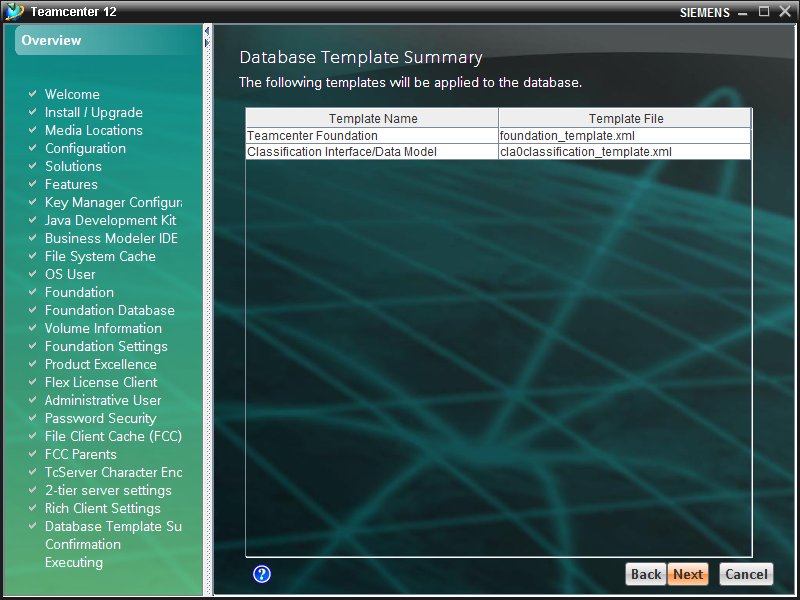 Teamcenter 12
SIEMENS
Overview
Welcome
Install / Upgrade
Media Locations
Configuration
Solutions
Features
Key Manager Configura
Java Development Kit
Business Modeler IDE
File System Cache
OS User
Foundation
Foundation Database
Volume Information
Foundation Settings
Product Excellence
Flex License Client
Administrative User
Password Security
File Client Cache (FCC)
FCC Parents
TcServer Character Enc
2-tier server settings
Rich Client Settings
Database Template Su
Confirmation
Executing
Database Template Summary
The following templates will be applied to the database.
Template Name Template File
Teamcenter Foundation foundation_template.xml
Classification Interface/Data Model cla0classification_template.xml
?
Back Next Cancel